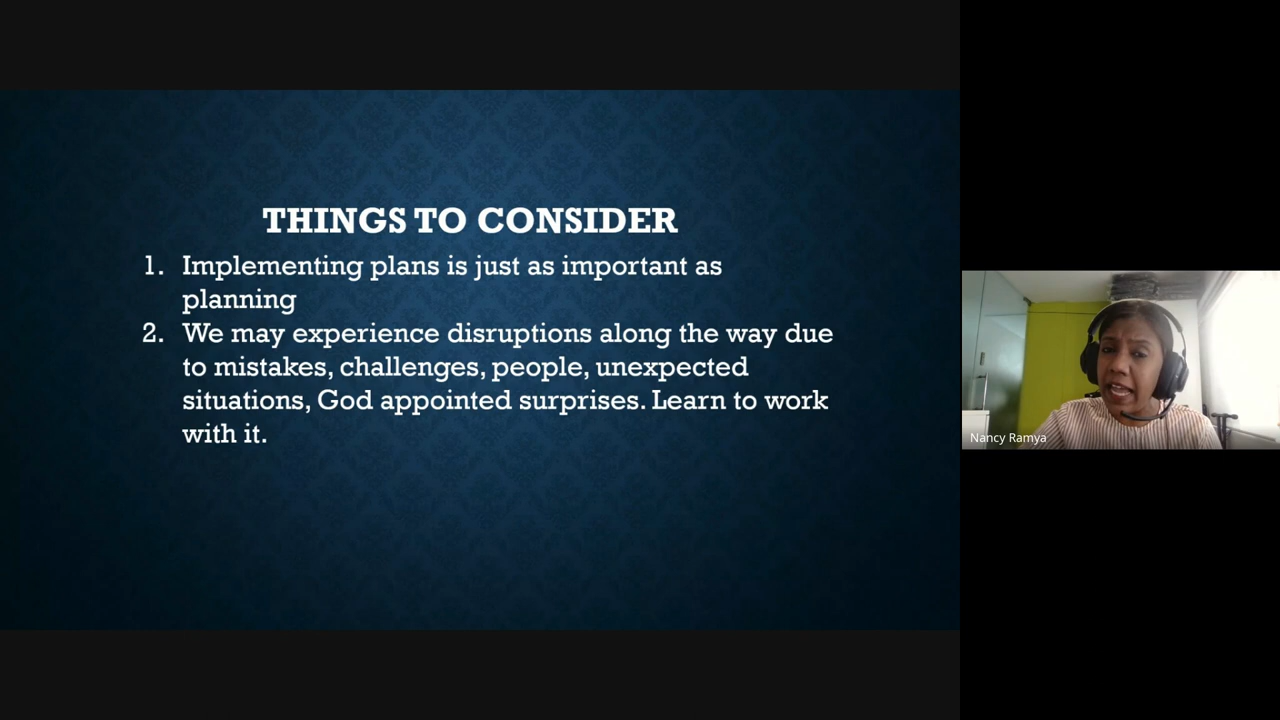 THINGS TO CONSIDER
1. Implementing plans is just as important as
planning
2. We may experience disruptions along the way due
to mistakes, challenges, people, unexpected
situations, God appointed surprises. Learn to work
with it.
Nancy Ramya